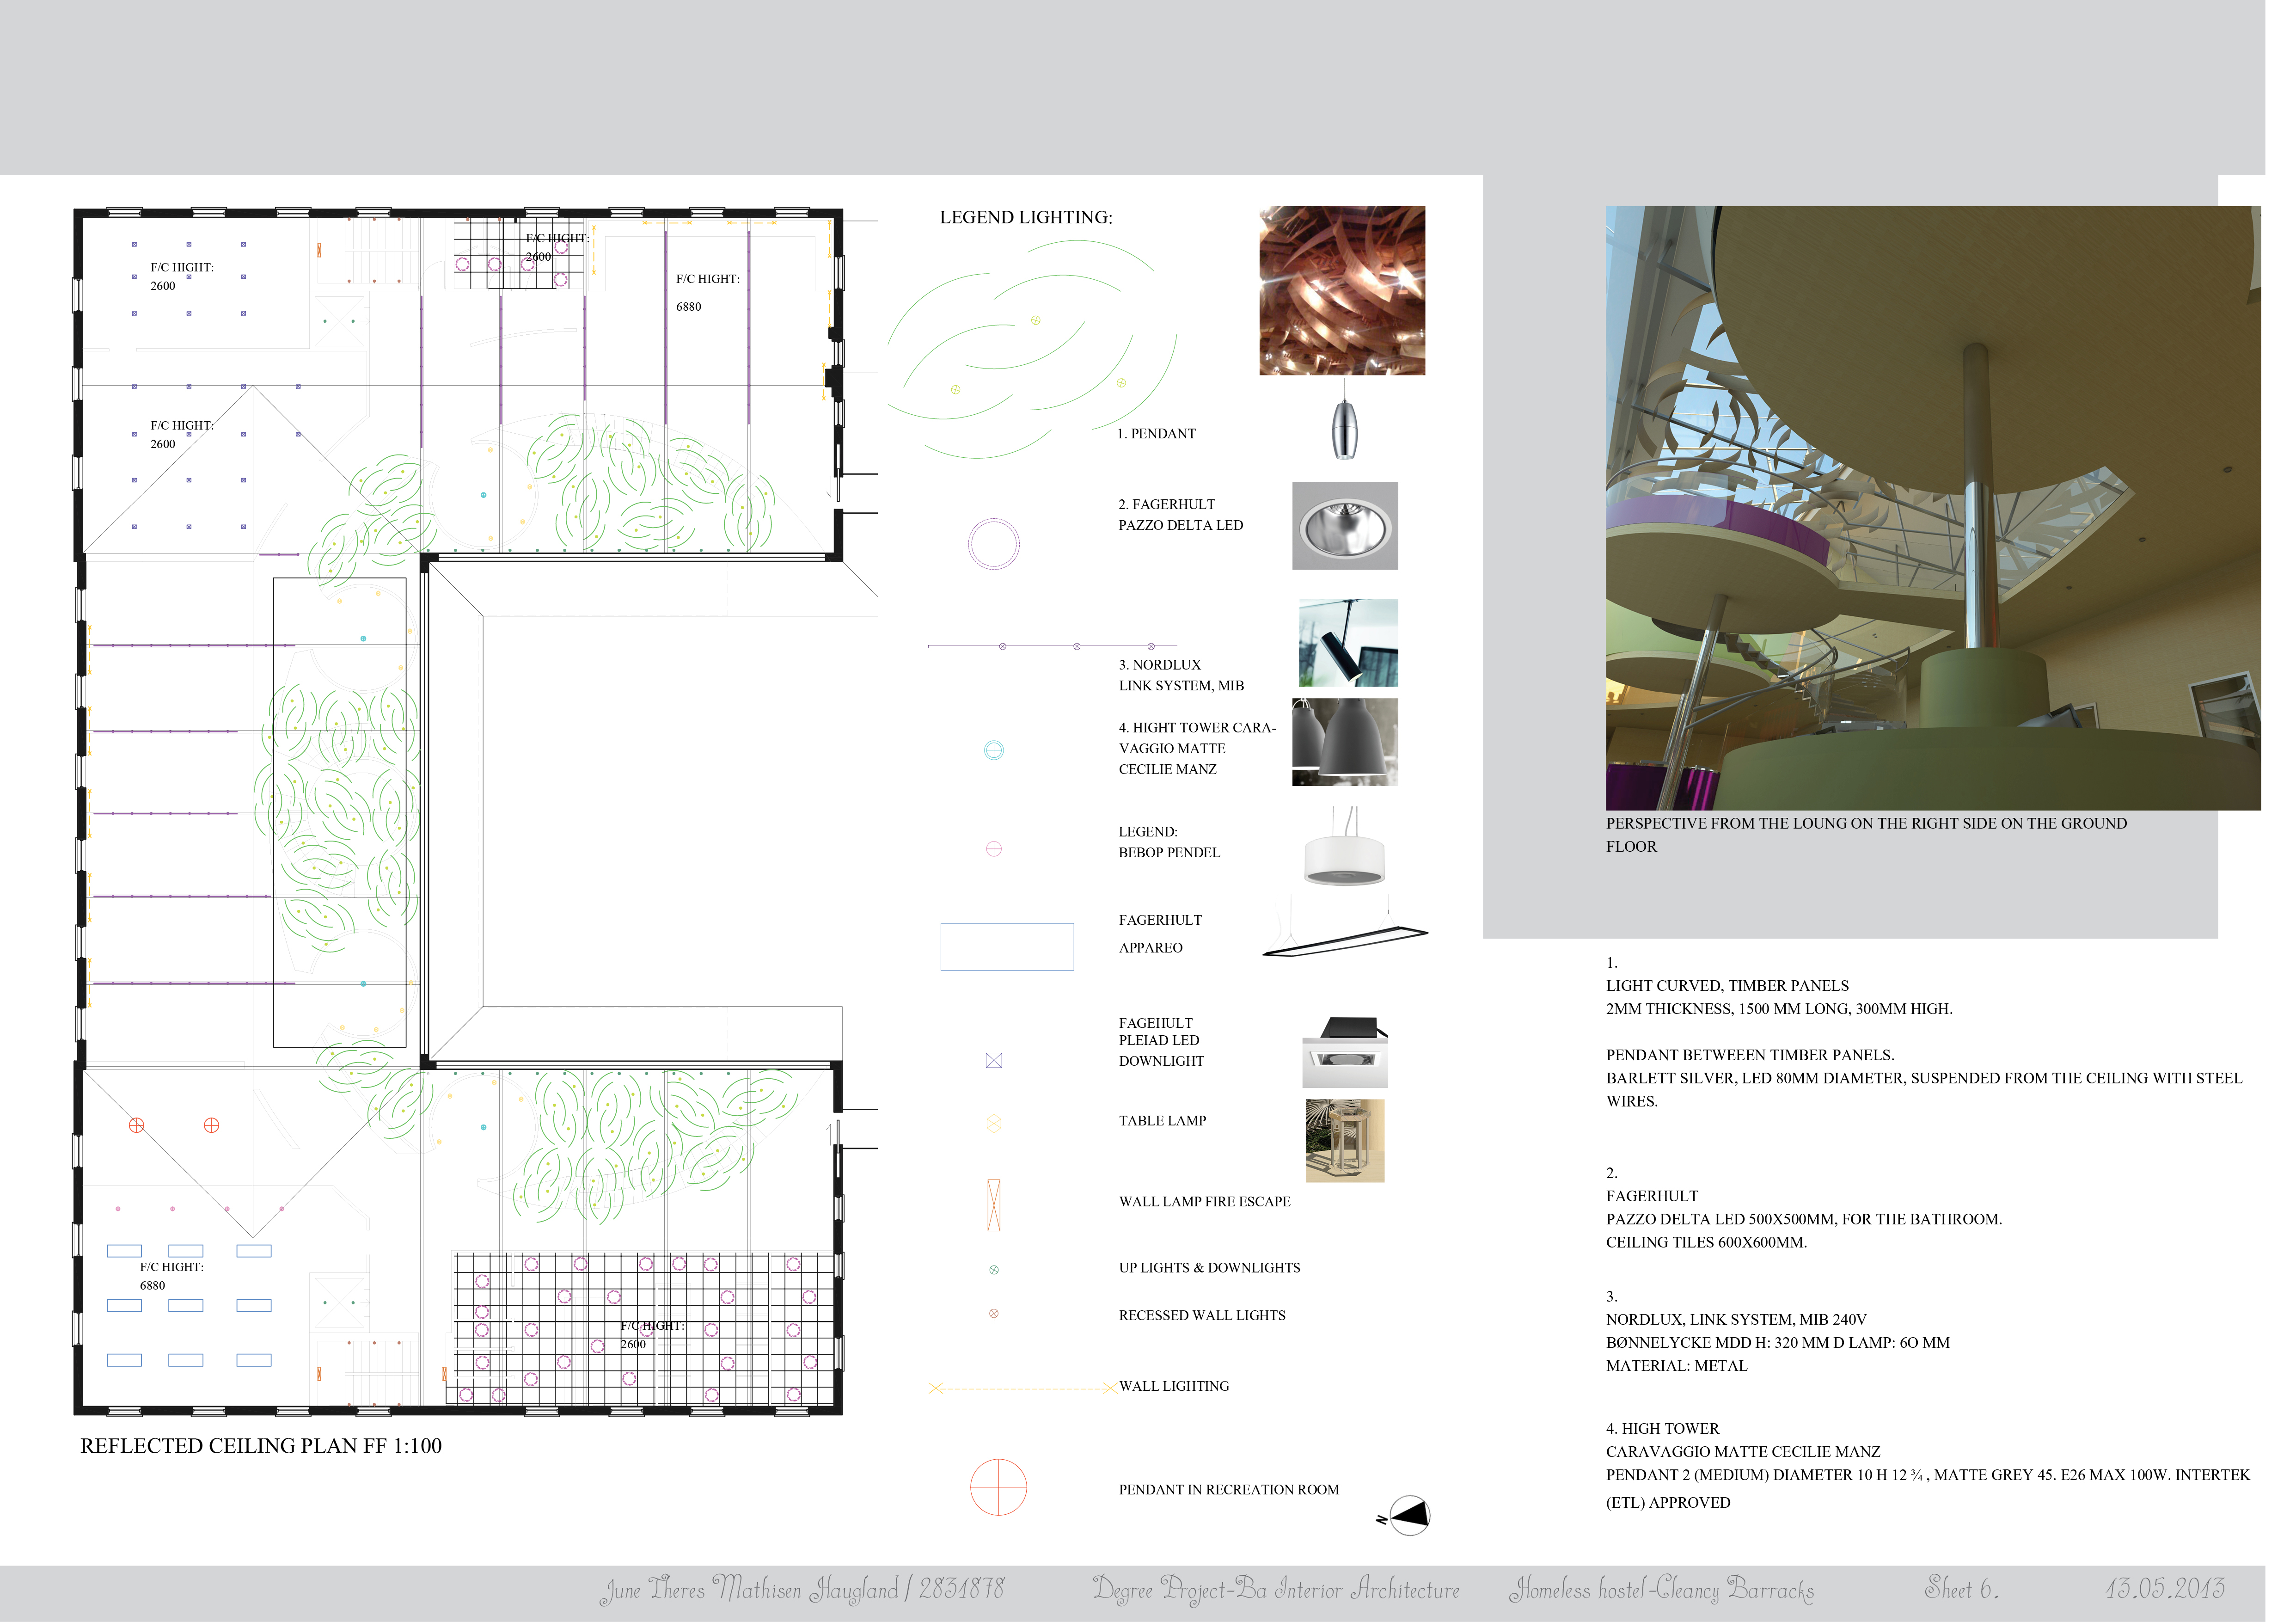 F/C HIGHT:
2600
F/C HIGHT:
2600
F/C HIGHT:
6880
F/C HIGHT:
2600
F/C HIGHT:
6880
F/C HIGHT:
2600
REFLECTED CEILING PLAN FF 1:100
LEGEND LIGHTING:
1. PENDANT
2. FAGERHULT
PAZZO DELTA LED
3. NORDLUX
LINK SYSTEM, MIB
4. HIGHT TOWER CARA-
VAGGIO MATTE
CECILIE MANZ
LEGEND:
BEBOP PENDEL
FAGERHULT
APPAREO
FAGEHULT
PLEIAD LED
DOWNLIGHT
TABLE LAMP
WALL LAMP FIRE ESCAPE
UP LIGHTS & DOWNLIGHTS
RECESSED WALL LIGHTS
WALL LIGHTING
PENDANT IN RECREATION ROOM
N
PERSPECTIVE FROM THE LOUNG ON THE RIGHT SIDE ON THE GROUND
FLOOR
1.
LIGHT CURVED, TIMBER PANELS
2MM THICKNESS, 1500 MM LONG, 300MM HIGH.
PENDANT BETWEEEN TIMBER PANELS.
BARLETT SILVER, LED 80MM DIAMETER, SUSPENDED FROM THE CEILING WITH STEEL
WIRES.
2.
FAGERHULT
PAZZO DELTA LED 500X500MM, FOR THE BATHROOM.
CEILING TILES 600X600MM.
3.
NORDLUX, LINK SYSTEM, MIB 240V
BØNNELYCKE MDD H: 320 MM D LAMP: 6O MM
MATERIAL: METAL
4. HIGH TOWER
CARAVAGGIO MATTE CECILIE MANZ
PENDANT 2 (MEDIUM) DIAMETER 10 H 12 ¾ , MATTE GREY 45. E26 MAX 100W. INTERTEK
(ETL) APPROVED
June Theres Mathisen Haugland / 2831878 Degree Project-Ba Interior Architecture Homeless hostel-Cleancy Barracks Sheet 6. 13.05.2013